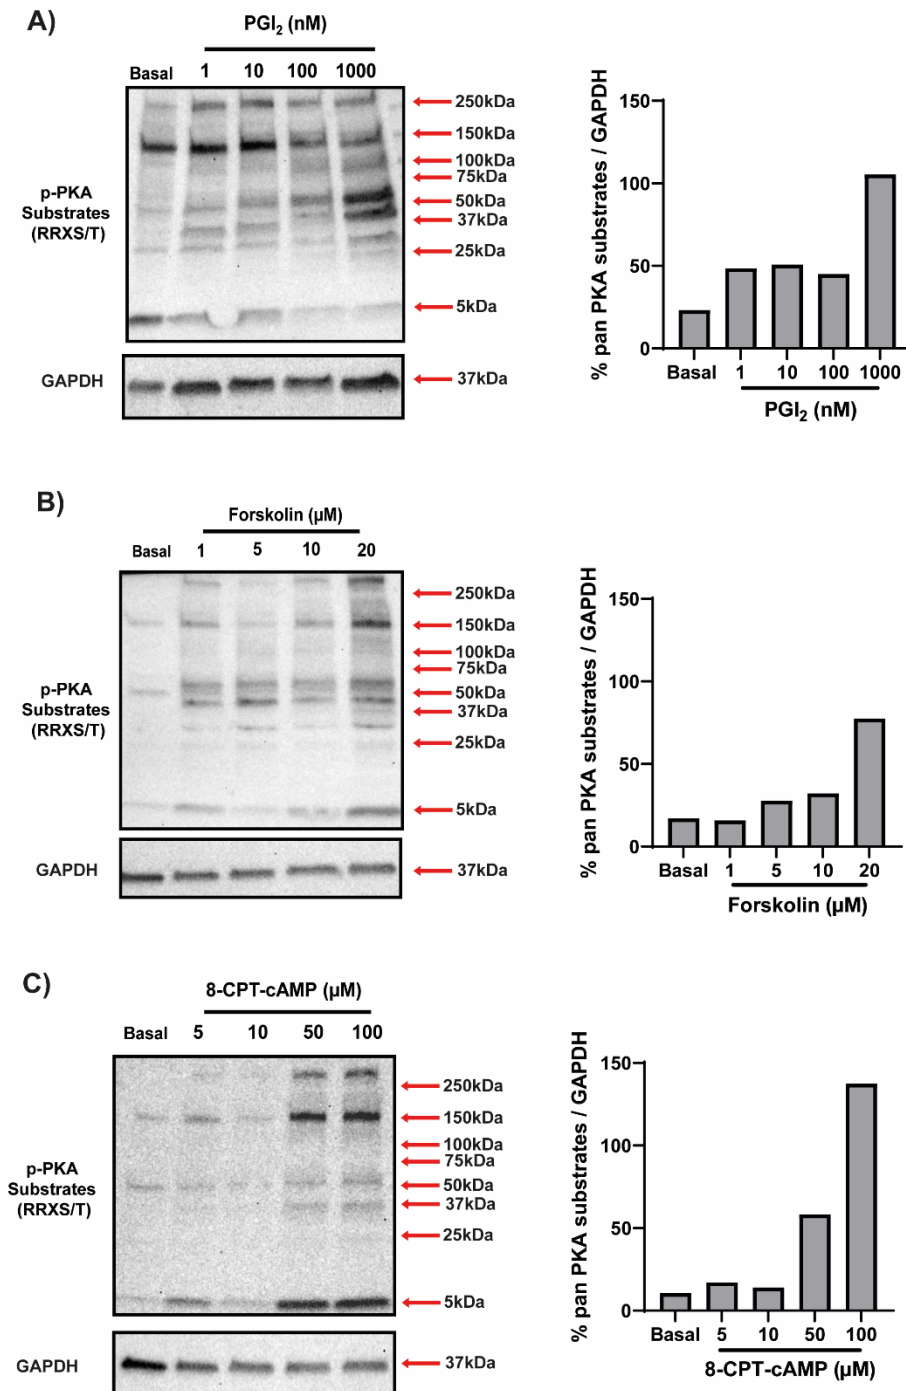 A)
PGI₂ (nM)
Basal 1 10 100 1000
250kDa
150kDa
100kDa
75kDa
50kDa
37kDa
25kDa
5kDa
p-PKA
Substrates
(RRXS/T)
GAPDH
37kDa
% pan PKA substrates / GAPDH
150
100
50
0
Basal 1 10 100 1000
PGI₂ (nM)
B)
Forskolin (µM)
Basal 1 5 10 20
250kDa
150kDa
100kDa
75kDa
50kDa
37kDa
25kDa
5kDa
p-PKA
Substrates
(RRXS/T)
GAPDH
37kDa
% pan PKA substrates / GAPDH
150
100
50
0
Basal 1 5 10 20
Forskolin (µM)
C)
8-CPT-cAMP (µM)
Basal 5 10 50 100
250kDa
150kDa
100kDa
75kDa
50kDa
37kDa
25kDa
5kDa
p-PKA
Substrates
(RRXS/T)
GAPDH
37kDa
% pan PKA substrates / GAPDH
150
100
50
0
Basal 5 10 50 100
8-CPT-cAMP (µM)